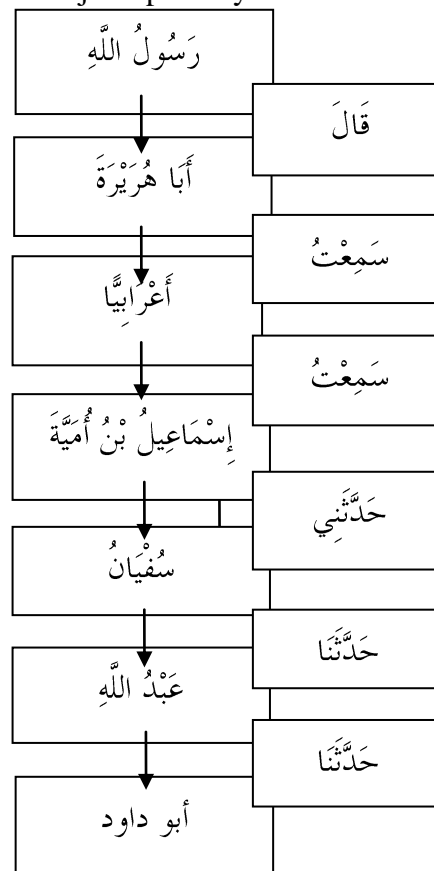 رَسُولُ اللَّهِ
قَالَ
أَبَا هُرَيْرَةَ
سَمِعْتُ
أَعْرَابِيًّا
سَمِعْتُ
إِسْمَاعِيلُ بْنُ أُمَيَّةَ
حَدَّثَنِي
سُفْيَانُ
حَدَّثَنَا
عَبْدُ اللَّهِ
حَدَّثَنَا
أبو داود